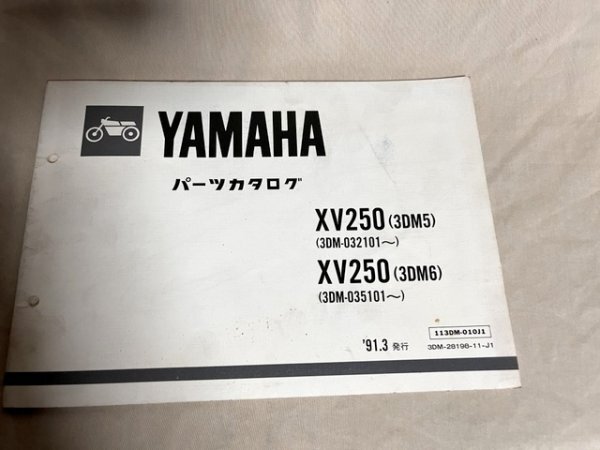 YAMAHA
パーツカタログ
XV250 (3DM5)
(3DM-032101〜)
XV250 (3DM6)
(3DM-035101〜)
113DM-010J1
'91.3 発行
3DM-28198-11-J1